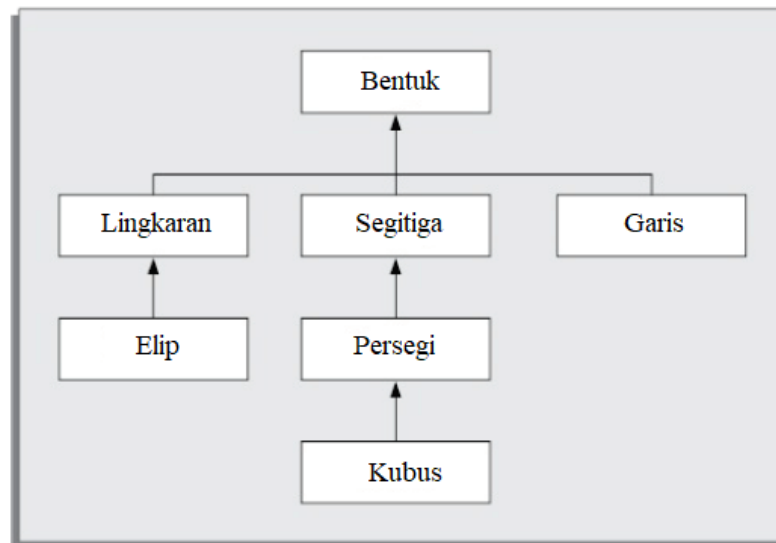 Bentuk
Lingkaran
Segitiga
Garis
Elip
Persegi
Kubus